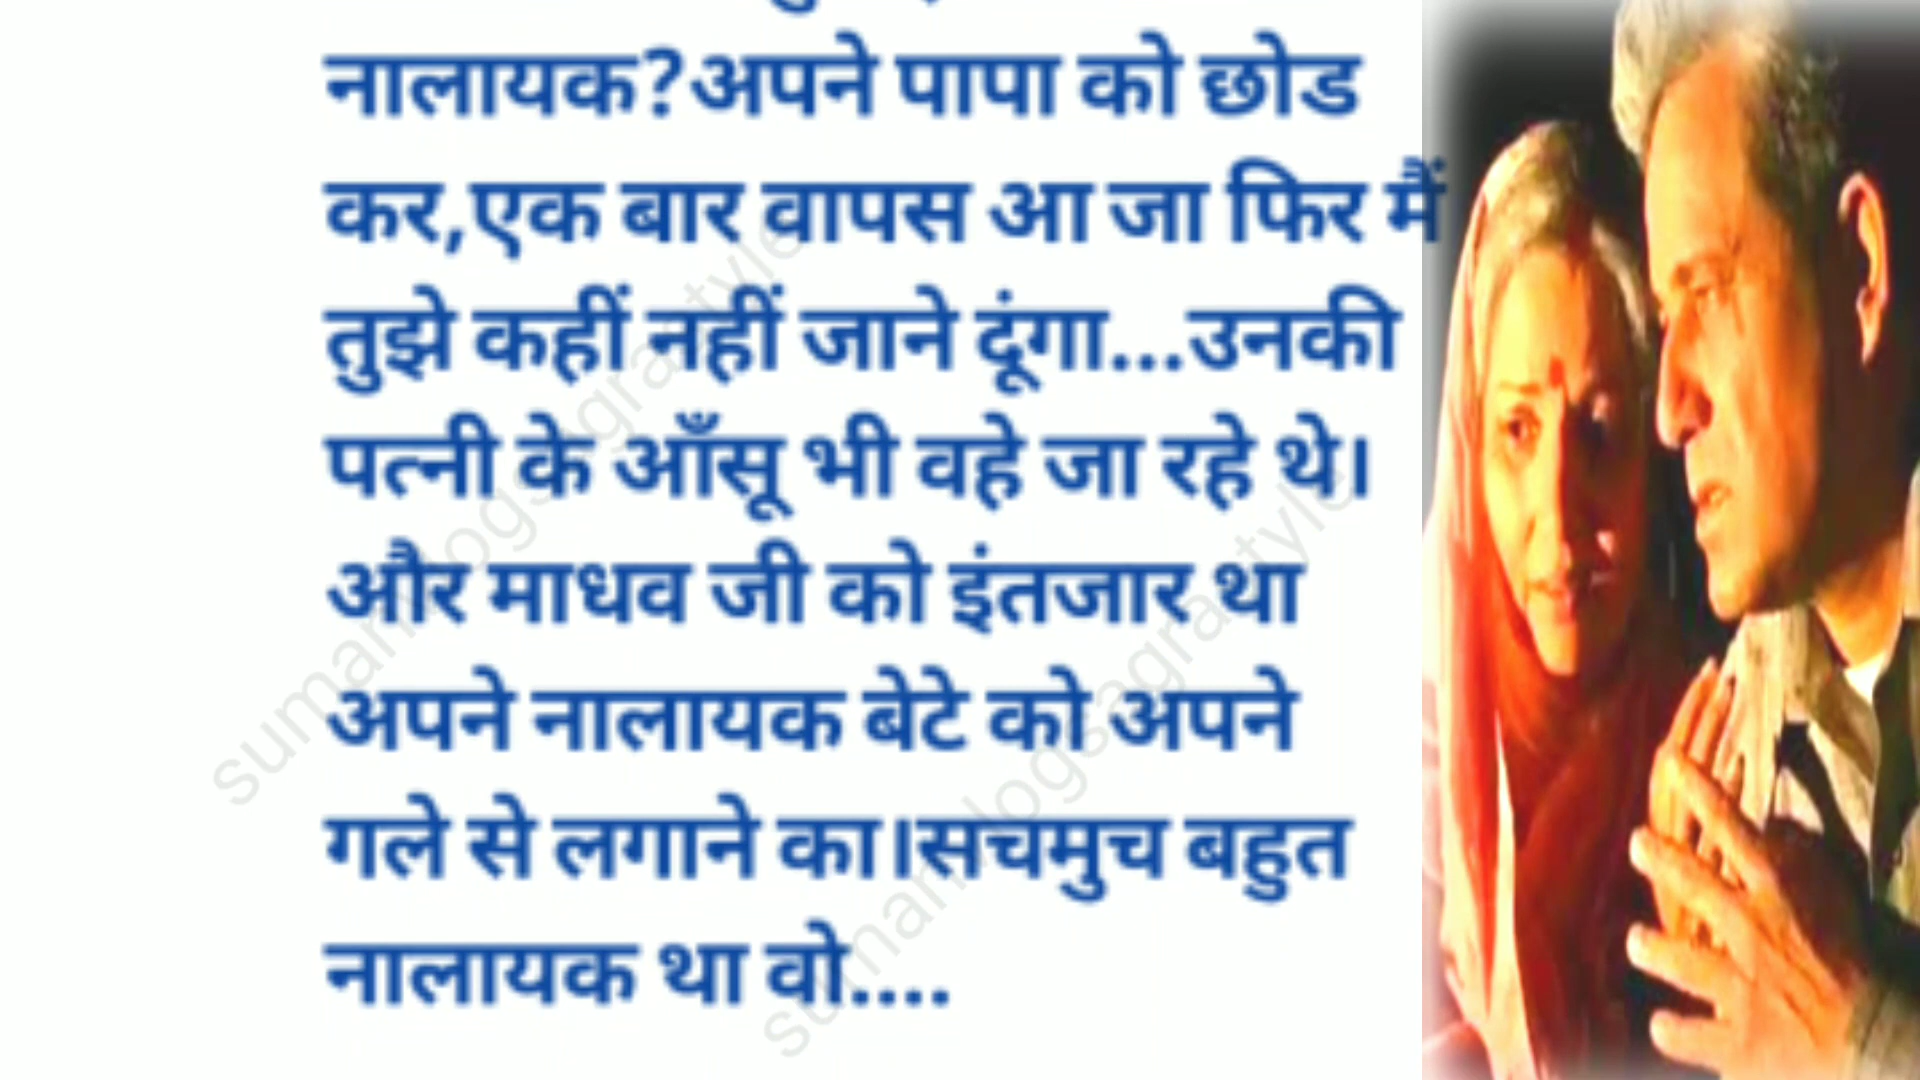 नालायक?अपने पापा को छोड
कर,एक बार वापस आ जा फिर मैं
तुझे कहीं नहीं जाने दूंगा...उनकी
पत्नी के आँसू भी वहे जा रहे थे।
और माधव जी को इंतजार था
अपने नालायक बेटे को अपने
गले से लगाने का।सचमुच बहुत
नालायक था वो....